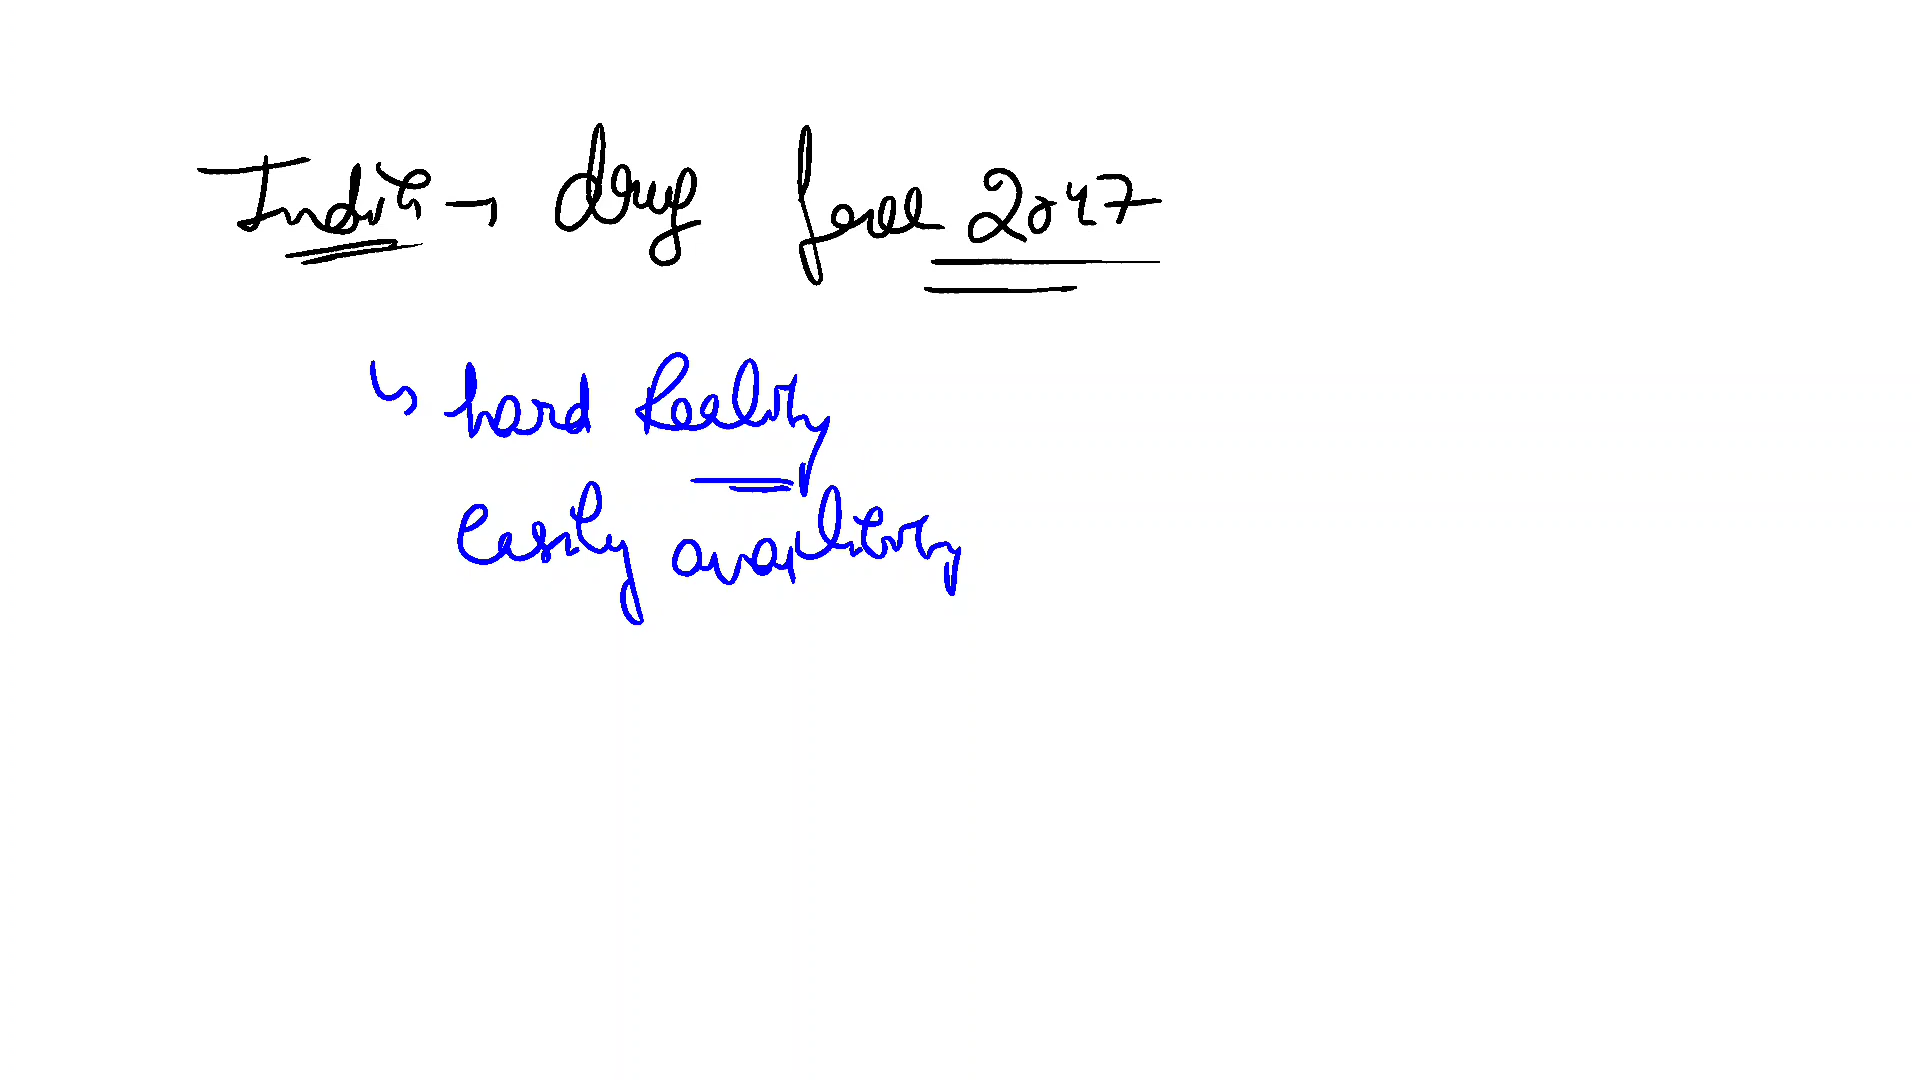 India → drug free 2047
↳ hard Reality
easily availability